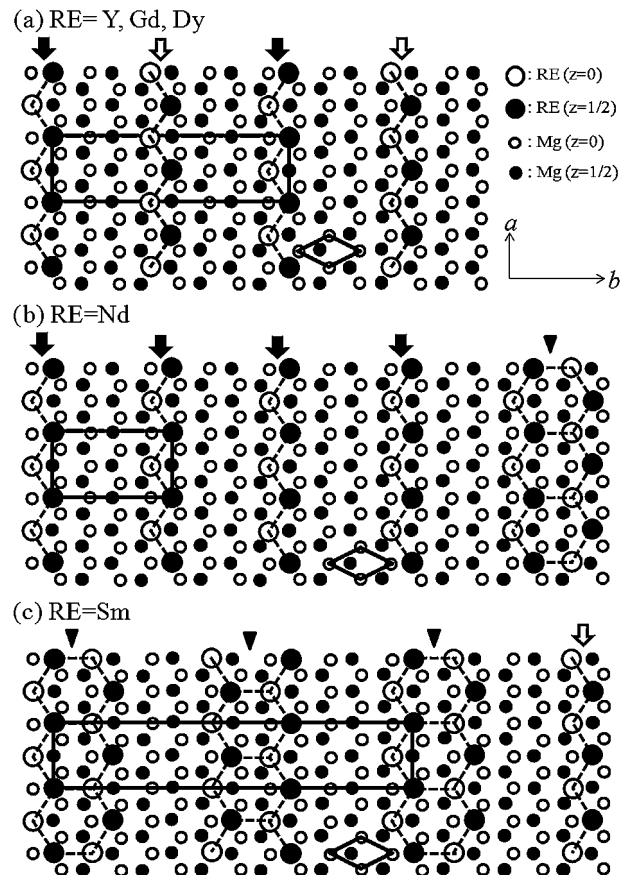 (a) RE= Y, Gd, Dy
: RE (z=0)
: RE (z=1/2)
: Mg (z=0)
: Mg (z=1/2)
a
b
(b) RE=Nd
(c) RE=Sm